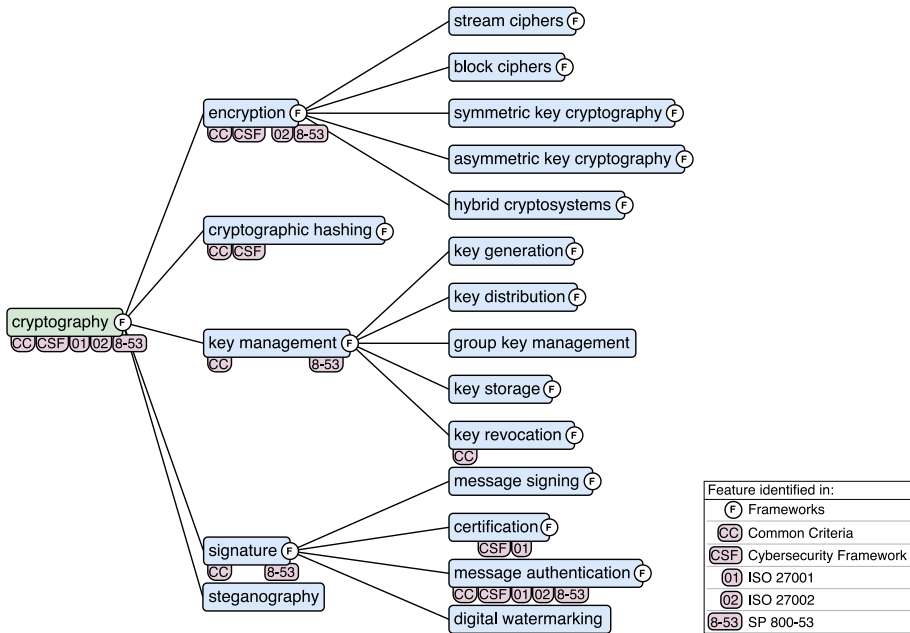 stream ciphers F
block ciphers F
encryption F
CC CSF 02 8-53
symmetric key cryptography F
asymmetric key cryptography F
hybrid cryptosystems F
cryptographic hashing F
CC CSF
key generation F
key distribution F
cryptography F
CC CSF 01 02 8-53
key management F
CC 8-53
group key management
key storage F
key revocation F
CC
message signing F
certification F
CSF 01
signature F
CC 8-53
message authentication F
CC CSF 01 02 8-53
steganography
digital watermarking
Feature identified in:
F Frameworks
CC Common Criteria
CSF Cybersecurity Framework
01 ISO 27001
02 ISO 27002
8-53 SP 800-53